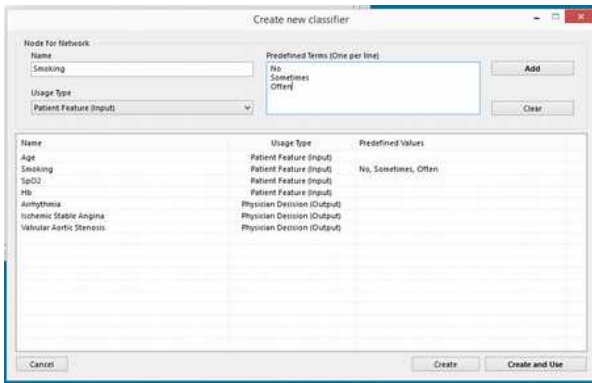 Create new classifier
Node for Network
Name
Predefined Terms (One per line)
Smoking
No
Sometimes
Often
Add
Usage Type
Patient Feature (Input)
Clear
Name Usage Type Predefined Values
Age Patient Feature (Input)
Smoking Patient Feature (Input) No, Sometimes, Often
SpO2 Patient Feature (Input)
Hb Patient Feature (Input)
Arrhythmia Physician Decision (Output)
Ischemic Stable Angina Physician Decision (Output)
Valvular Aortic Stenosis Physician Decision (Output)
Cancel Create Create and Use